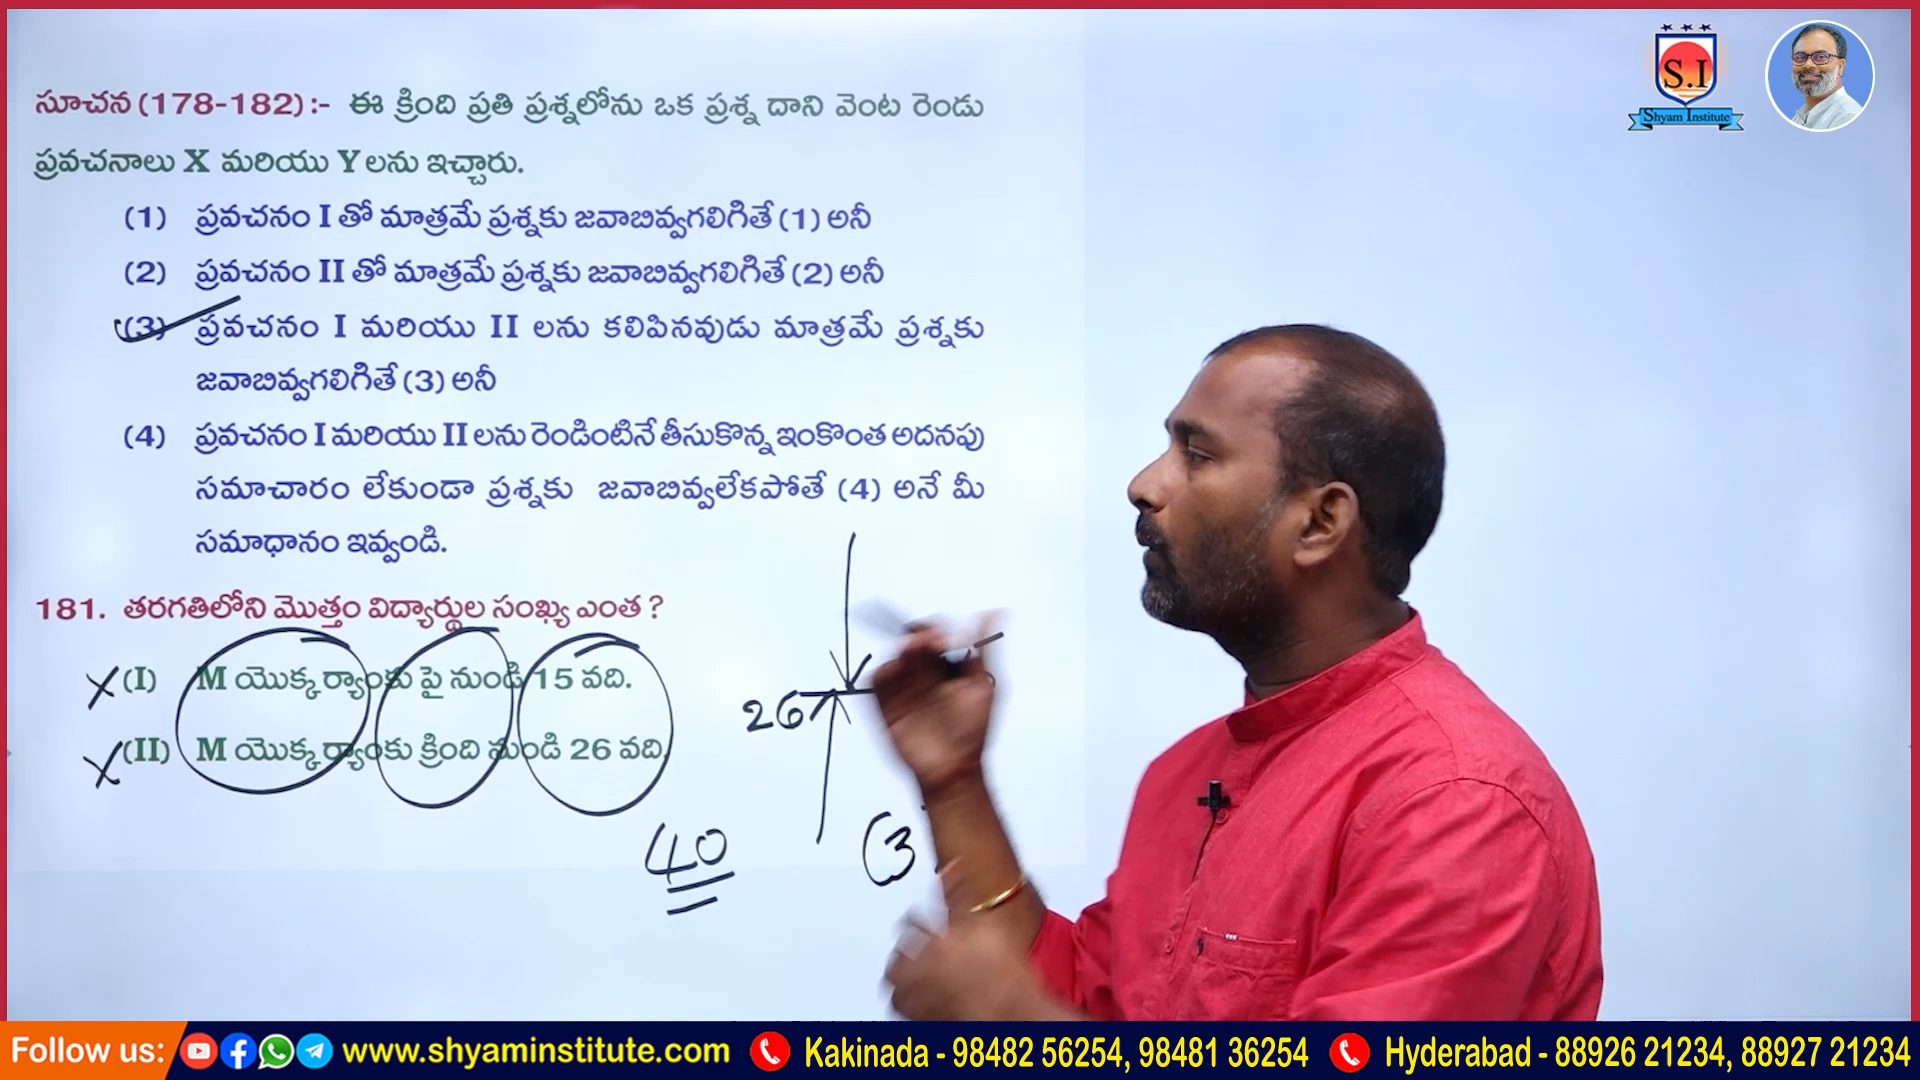 S.I
Shyam Institute
సూచన (178-182) :- ఈ క్రింది ప్రతి ప్రశ్నలోను ఒక ప్రశ్న దాని వెంట రెండు
ప్రవచనాలు X మరియు Y లను ఇచ్చారు.
(1) ప్రవచనం I తో మాత్రమే ప్రశ్నకు జవాబివ్వగలిగితే (1) అనీ
(2) ప్రవచనం II తో మాత్రమే ప్రశ్నకు జవాబివ్వగలిగితే (2) అనీ
(3) ప్రవచనం I మరియు II లను కలిపినవుడు మాత్రమే ప్రశ్నకు
జవాబివ్వగలిగితే (3) అనీ
(4) ప్రవచనం I మరియు II లను రెండింటినే తీసుకొన్న ఇంకొంత అదనపు
సమాచారం లేకుండా ప్రశ్నకు జవాబివ్వలేకపోతే (4) అనే మీ
సమాధానం ఇవ్వండి.
181. తరగతిలోని మొత్తం విద్యార్థుల సంఖ్య ఎంత ?
(I) M యొక్క ర్యాంకు పై నుండి 15 వది.
(II) M యొక్క ర్యాంకు క్రింది నుండి 26 వది.
26
40
(3
Follow us: www.shyaminstitute.com Kakinada - 98482 56254, 98481 36254 Hyderabad - 88926 21234, 88927 21234